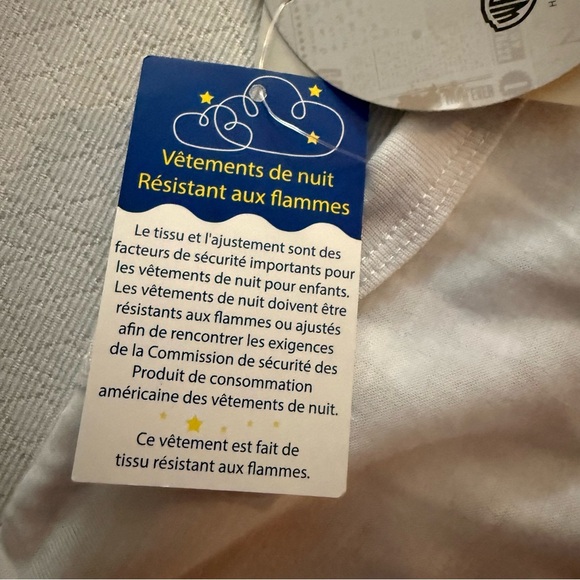 Vêtements de nuit
Résistant aux flammes
Le tissu et l'ajustement sont des
facteurs de sécurité importants pour
les vêtements de nuit pour enfants.
Les vêtements de nuit doivent être
résistants aux flammes ou ajustés
afin de rencontrer les exigences
de la Commission de sécurité des
Produit de consommation
américaine des vêtements de nuit.
Ce vêtement est fait de
tissu résistant aux flammes.